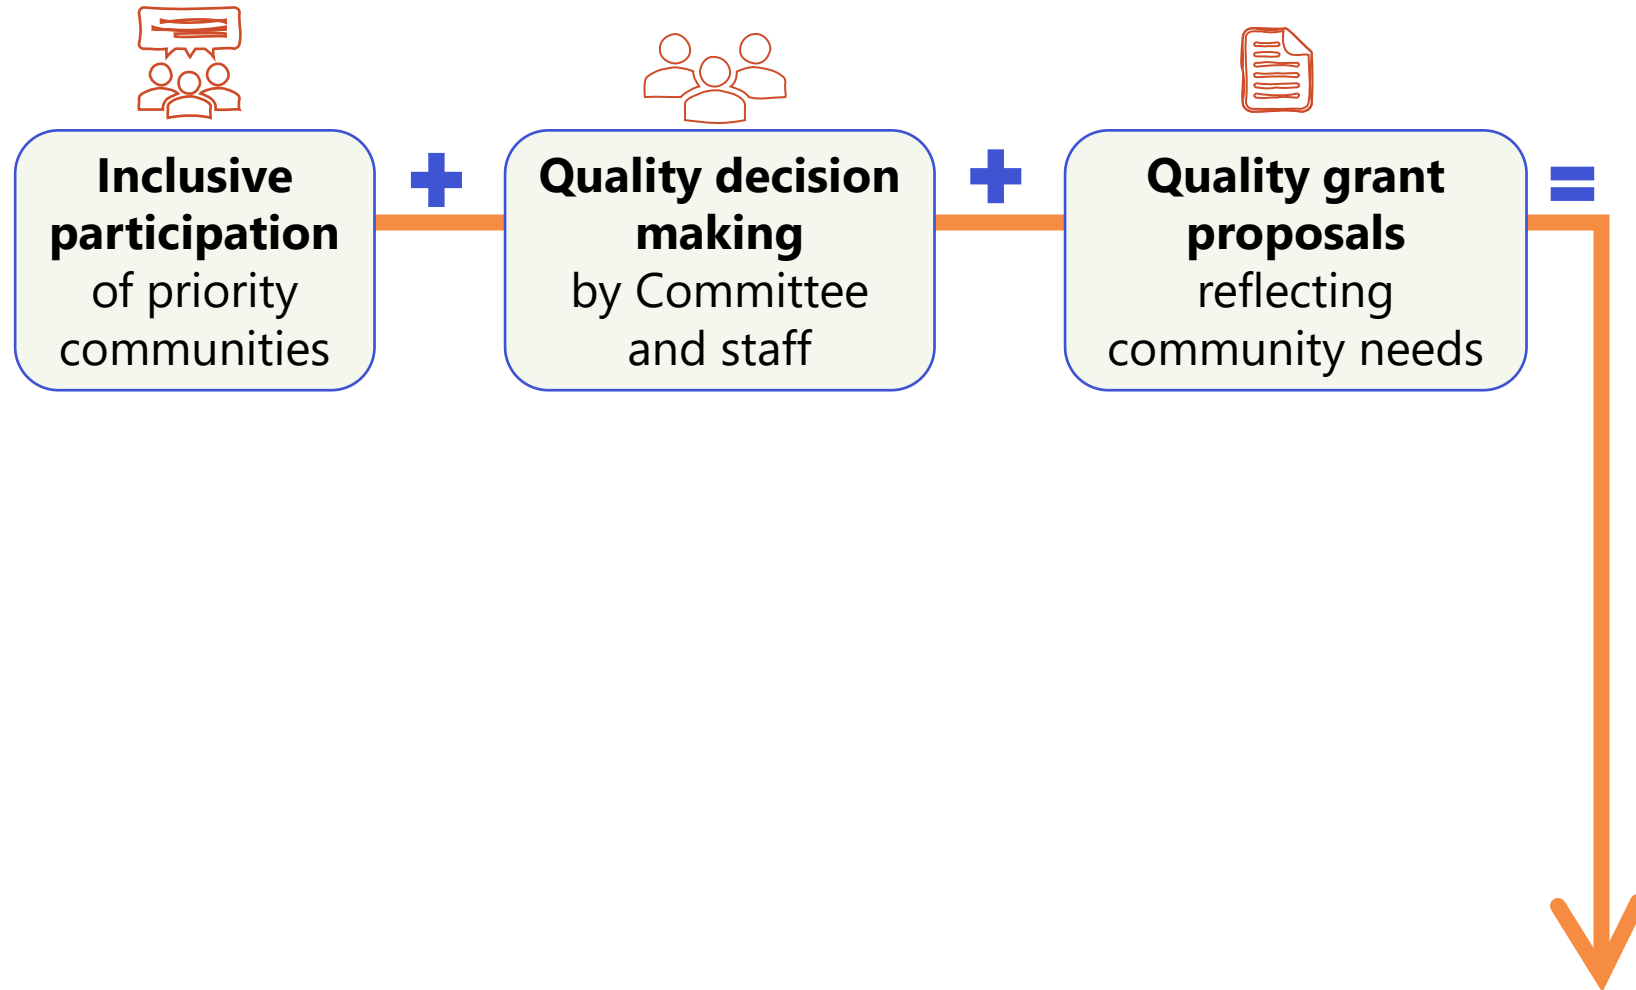 Inclusive
participation
of priority
communities
+
Quality decision
making
by Committee
and staff
+
Quality grant
proposals
reflecting
community needs
=